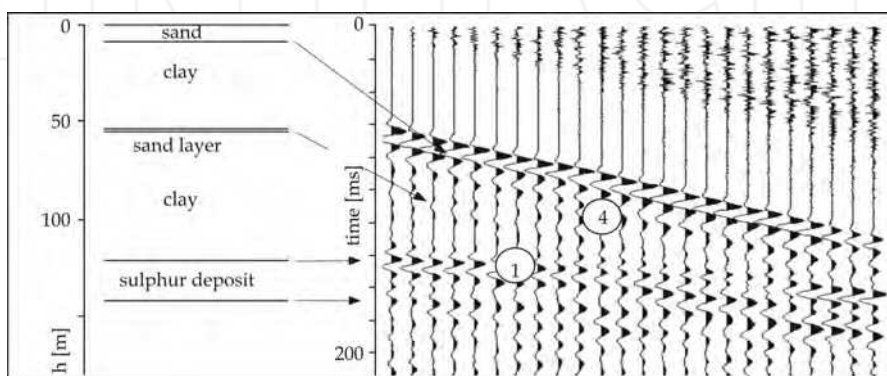 0
sand
clay
50
sand layer
clay
100
sulphur deposit
h [m]
0
time [ms]
200
4
1